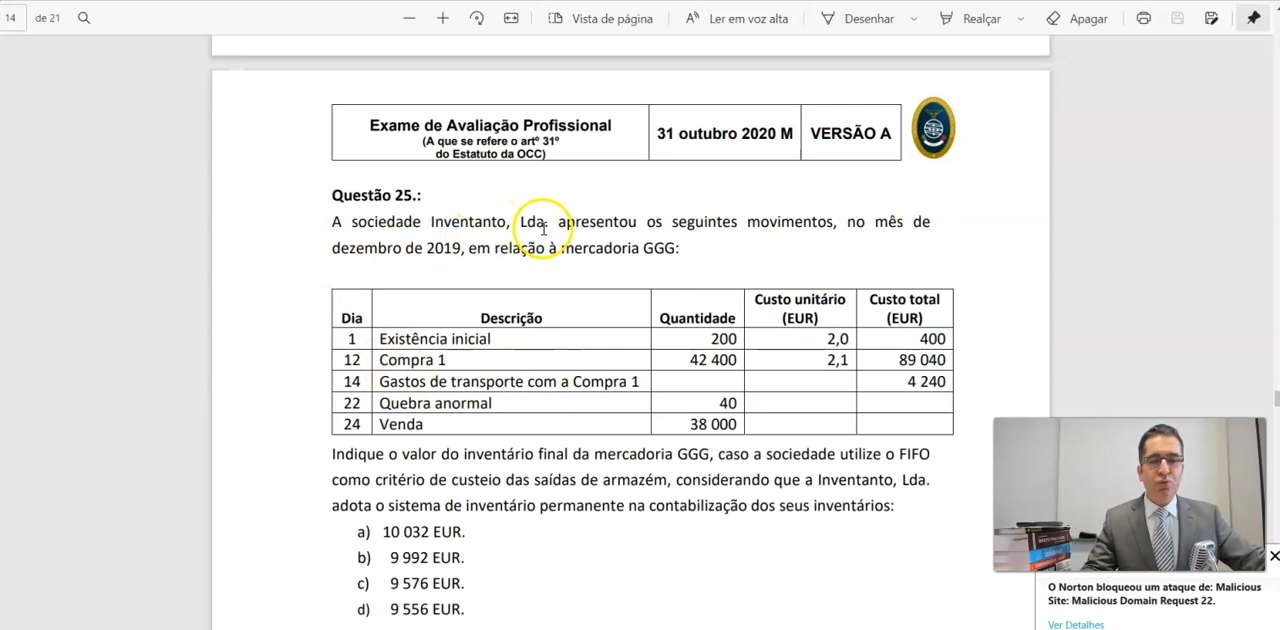 14 de 21 Vista de página Ler em voz alta Desenhar Realçar Apagar
Exame de Avaliação Profissional
(A que se refere o artº 31º
do Estatuto da OCC)
31 outubro 2020 M
VERSÃO A
Questão 25.:
A sociedade Inventanto, Lda. apresentou os seguintes movimentos, no mês de
dezembro de 2019, em relação à mercadoria GGG:
Dia Descrição Quantidade Custo unitário (EUR) Custo total (EUR)
1 Existência inicial 200 2,0 400
12 Compra 1 42 400 2,1 89 040
14 Gastos de transporte com a Compra 1 4 240
22 Quebra anormal 40
24 Venda 38 000
Indique o valor do inventário final da mercadoria GGG, caso a sociedade utilize o FIFO
como critério de custeio das saídas de armazém, considerando que a Inventanto, Lda.
adota o sistema de inventário permanente na contabilização dos seus inventários:
a) 10 032 EUR.
b) 9 992 EUR.
c) 9 576 EUR.
d) 9 556 EUR.
O Norton bloqueou um ataque de: Malicious
Site: Malicious Domain Request 22.
Ver Detalhes